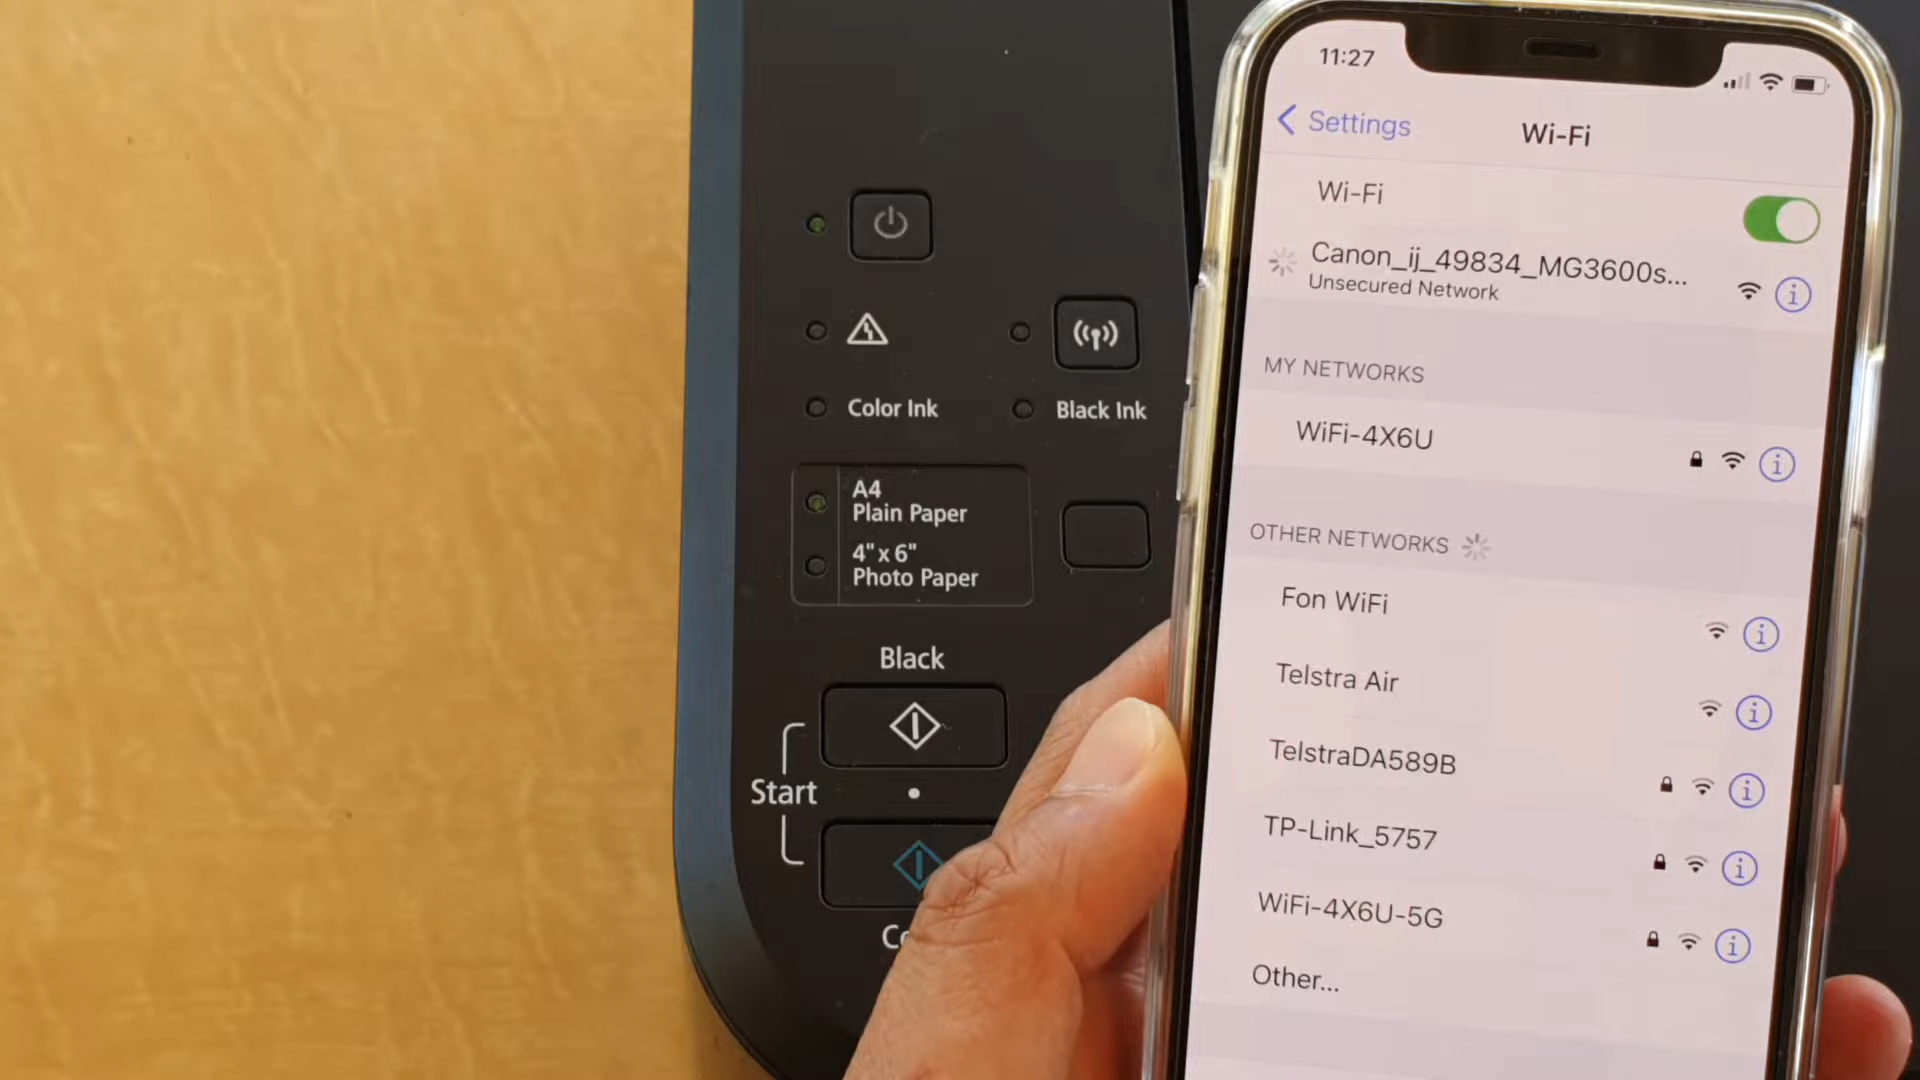 Color Ink
Black Ink
A4
Plain Paper
4" x 6"
Photo Paper
Black
Start
11:27
Settings
Wi-Fi
Wi-Fi
Canon_ij_49834_MG3600s...
Unsecured Network
MY NETWORKS
WiFi-4X6U
OTHER NETWORKS
Fon WiFi
Telstra Air
TelstraDA589B
TP-Link_5757
WiFi-4X6U-5G
Other...